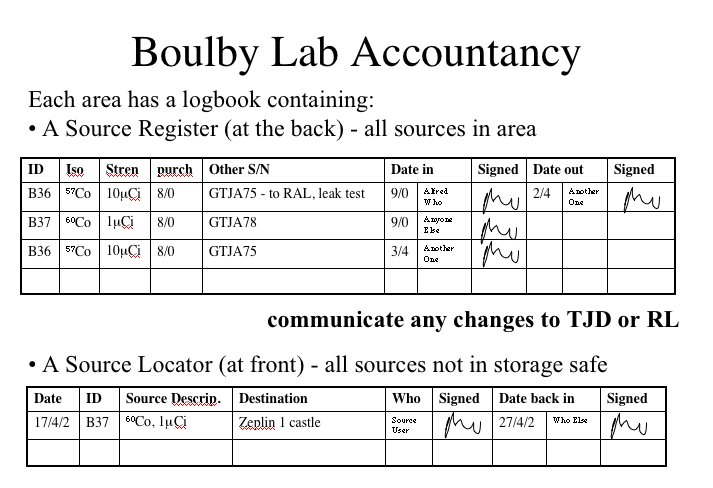 Boulby Lab Accountancy
Each area has a logbook containing:
• A Source Register (at the back) - all sources in area
ID Iso Stren purch Other S/N Date in Signed Date out Signed
B36 ⁵⁷Co 10μCi 8/0 GTJA75 - to RAL, leak test 9/0 Alfred Who 2/4 Another One
B37 ⁶⁰Co 1μCi 8/0 GTJA78 9/0 Anyone Else
B36 ⁵⁷Co 10μCi 8/0 GTJA75 3/4 Another One
communicate any changes to TJD or RL
• A Source Locator (at front) - all sources not in storage safe
Date ID Source Descrip. Destination Who Signed Date back in Signed
17/4/2 B37 ⁶⁰Co, 1μCi Zeplin 1 castle Source User 27/4/2 Who Else